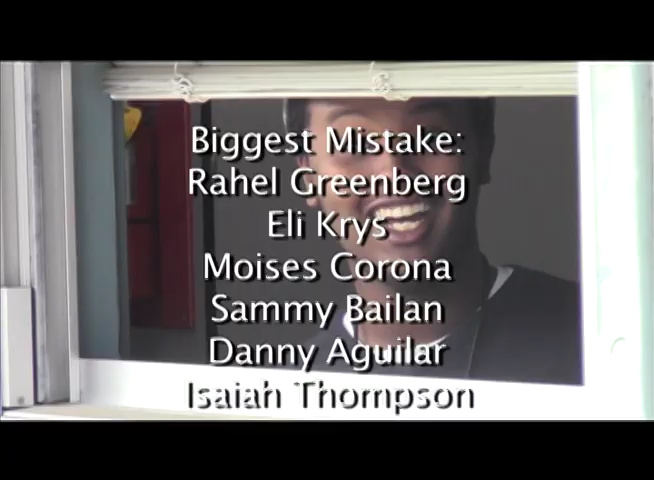 Biggest Mistake:
Rahel Greenberg
Eli Krys
Moises Corona
Sammy Bailan
Danny Aguilar
Isaiah Thompson